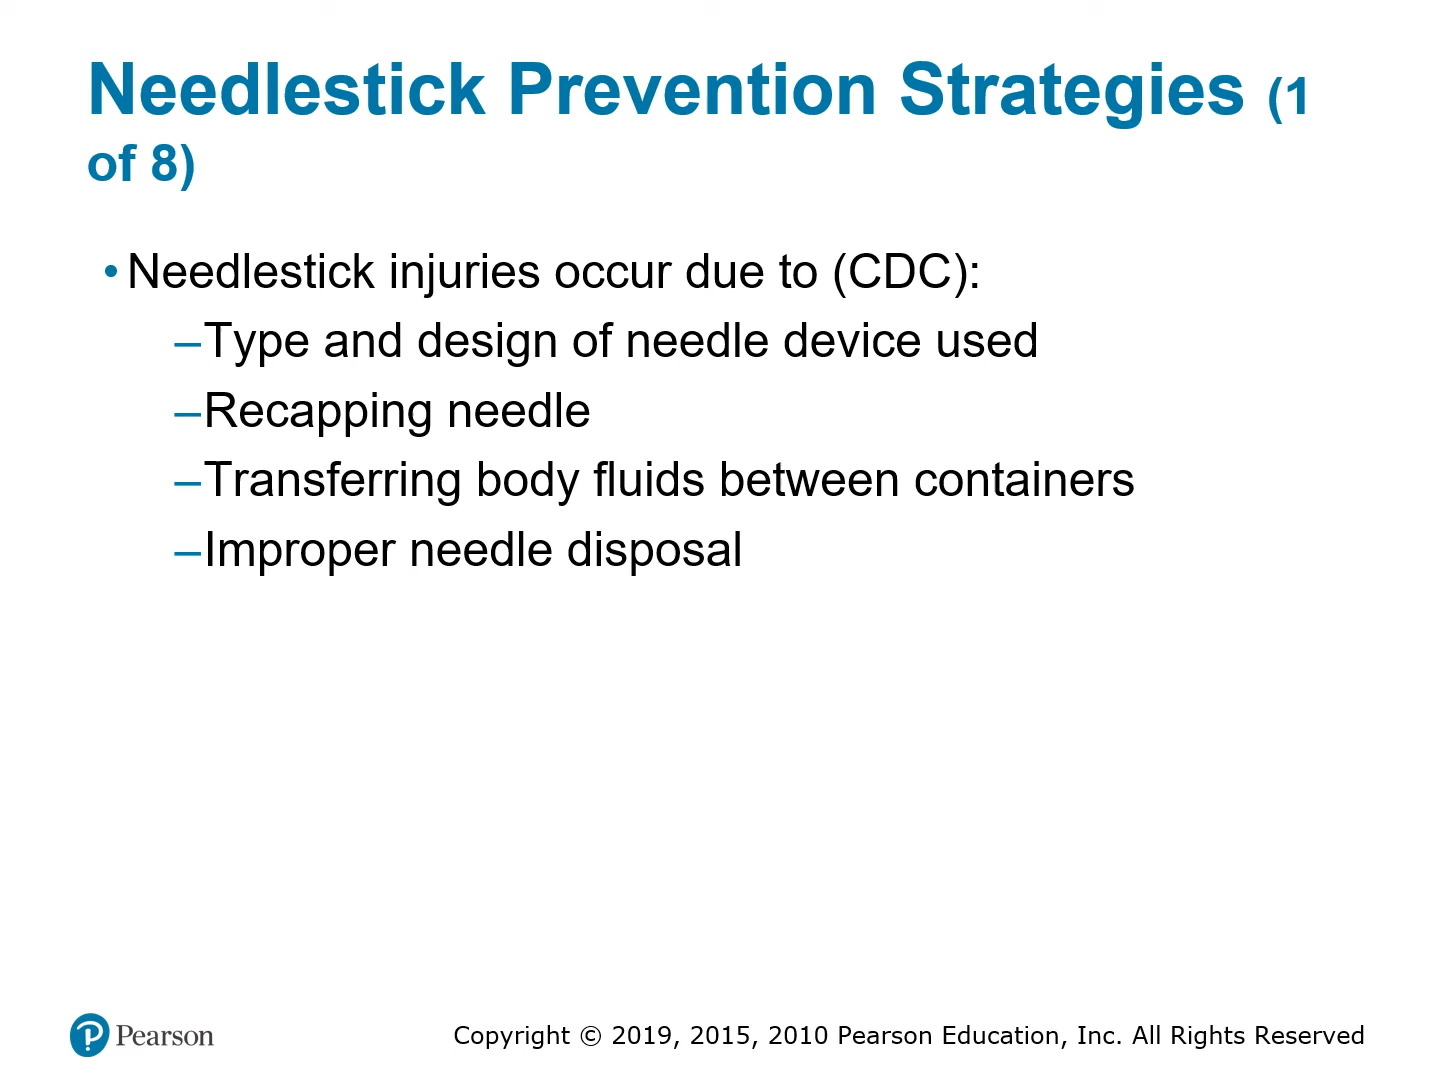 Needlestick Prevention Strategies (1
of 8)
• Needlestick injuries occur due to (CDC):
–Type and design of needle device used
–Recapping needle
–Transferring body fluids between containers
–Improper needle disposal
Pearson
Copyright © 2019, 2015, 2010 Pearson Education, Inc. All Rights Reserved